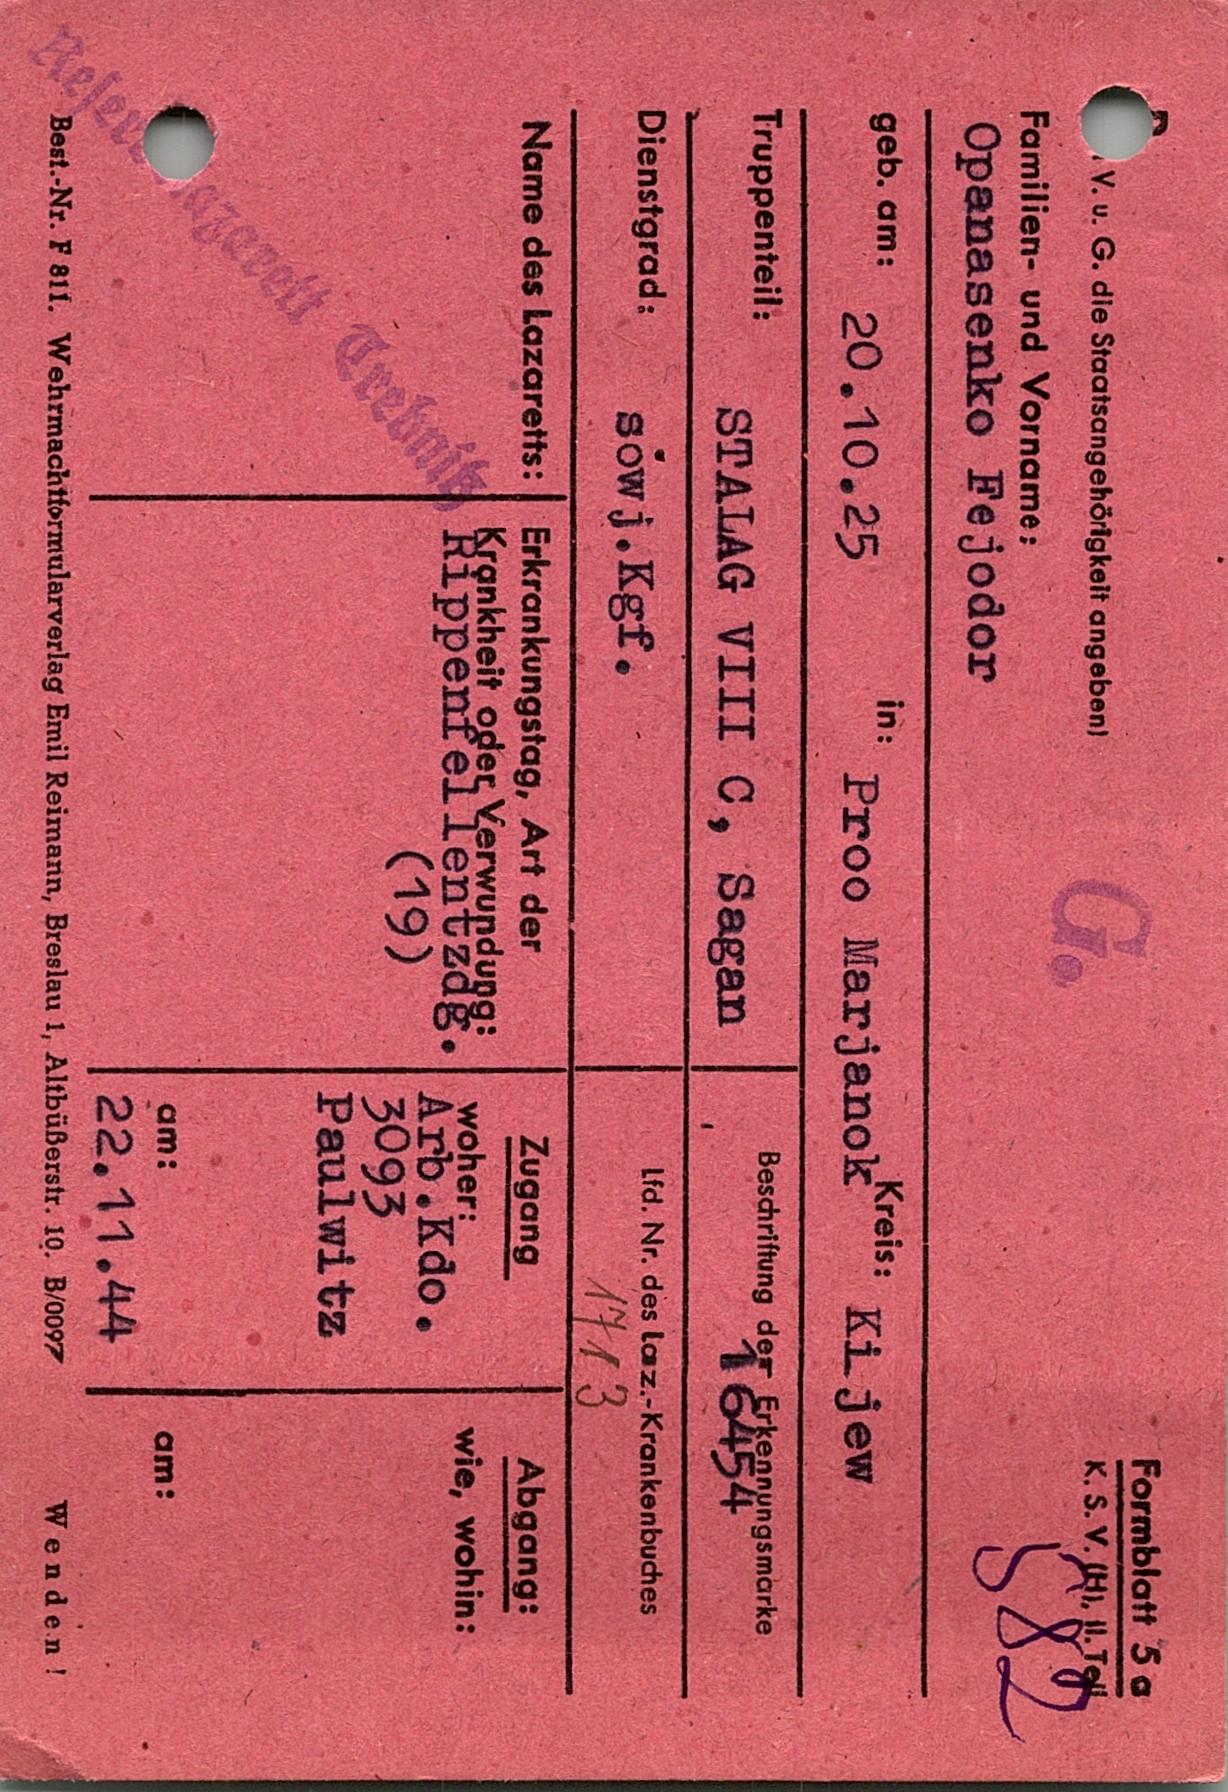 Formblatt 5 a
K. S. V. (H), II. Teil
582
V. u. G. die Staatsangehörigkeit angeben)
G.
Familien- und Vorname:
Opanasenko Fejodor
geb. am: 20.10.25 in: Proo Marjanok Kreis: Kijew
Truppenteil: STALAG VIII C, Sagan
Beschriftung der Erkennungsmarke
16454
Dienstgrad: sowj.Kgf.
Lfd. Nr. des Laz.-Krankenbuches
1713
Name des Lazaretts:
Reservelazarett Trebnitz
Erkrankungstag, Art der
Krankheit oder Verwundung:
Rippenfellentzdg.
(19)
Zugang
woher:
Arb.Kdo.
3093
Paulwitz
am:
22.11.44
Abgang:
wie, wohin:
am:
Best.-Nr. F 811. Wehrmachtformularverlag Emil Reimann, Breslau 1, Altbüßerstr. 10. B/0097
Wenden!